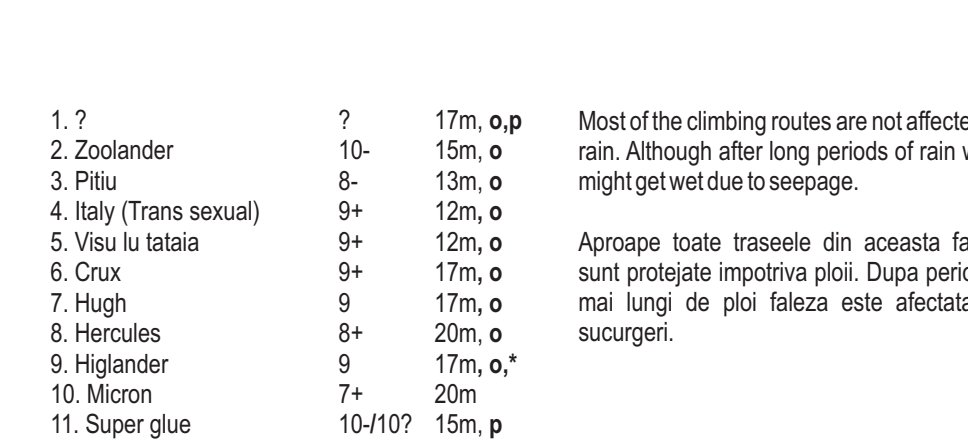 1. ? ? 17m, o,p
2. Zoolander 10- 15m, o
3. Pitiu 8- 13m, o
4. Italy (Trans sexual) 9+ 12m, o
5. Visu lu tataia 9+ 12m, o
6. Crux 9+ 17m, o
7. Hugh 9 17m, o
8. Hercules 8+ 20m, o
9. Higlander 9 17m, o,*
10. Micron 7+ 20m
11. Super glue 10-/10? 15m, p
Most of the climbing routes are not
rain. Although after long periods of rain
might get wet due to seepage.
Aproape toate traseele din aceasta
sunt protejate impotriva ploii. Dupa
mai lungi de ploi faleza este
sucurgeri.